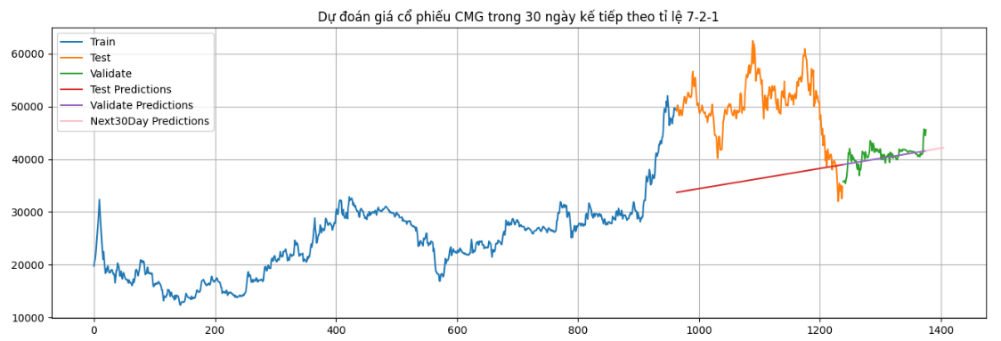 Dự đoán giá cổ phiếu CMG trong 30 ngày kế tiếp theo tỉ lệ 7-2-1
Train
Test
Validate
Test Predictions
Validate Predictions
Next30Day Predictions
60000
50000
40000
30000
20000
10000
0
200
400
600
800
1000
1200
1400